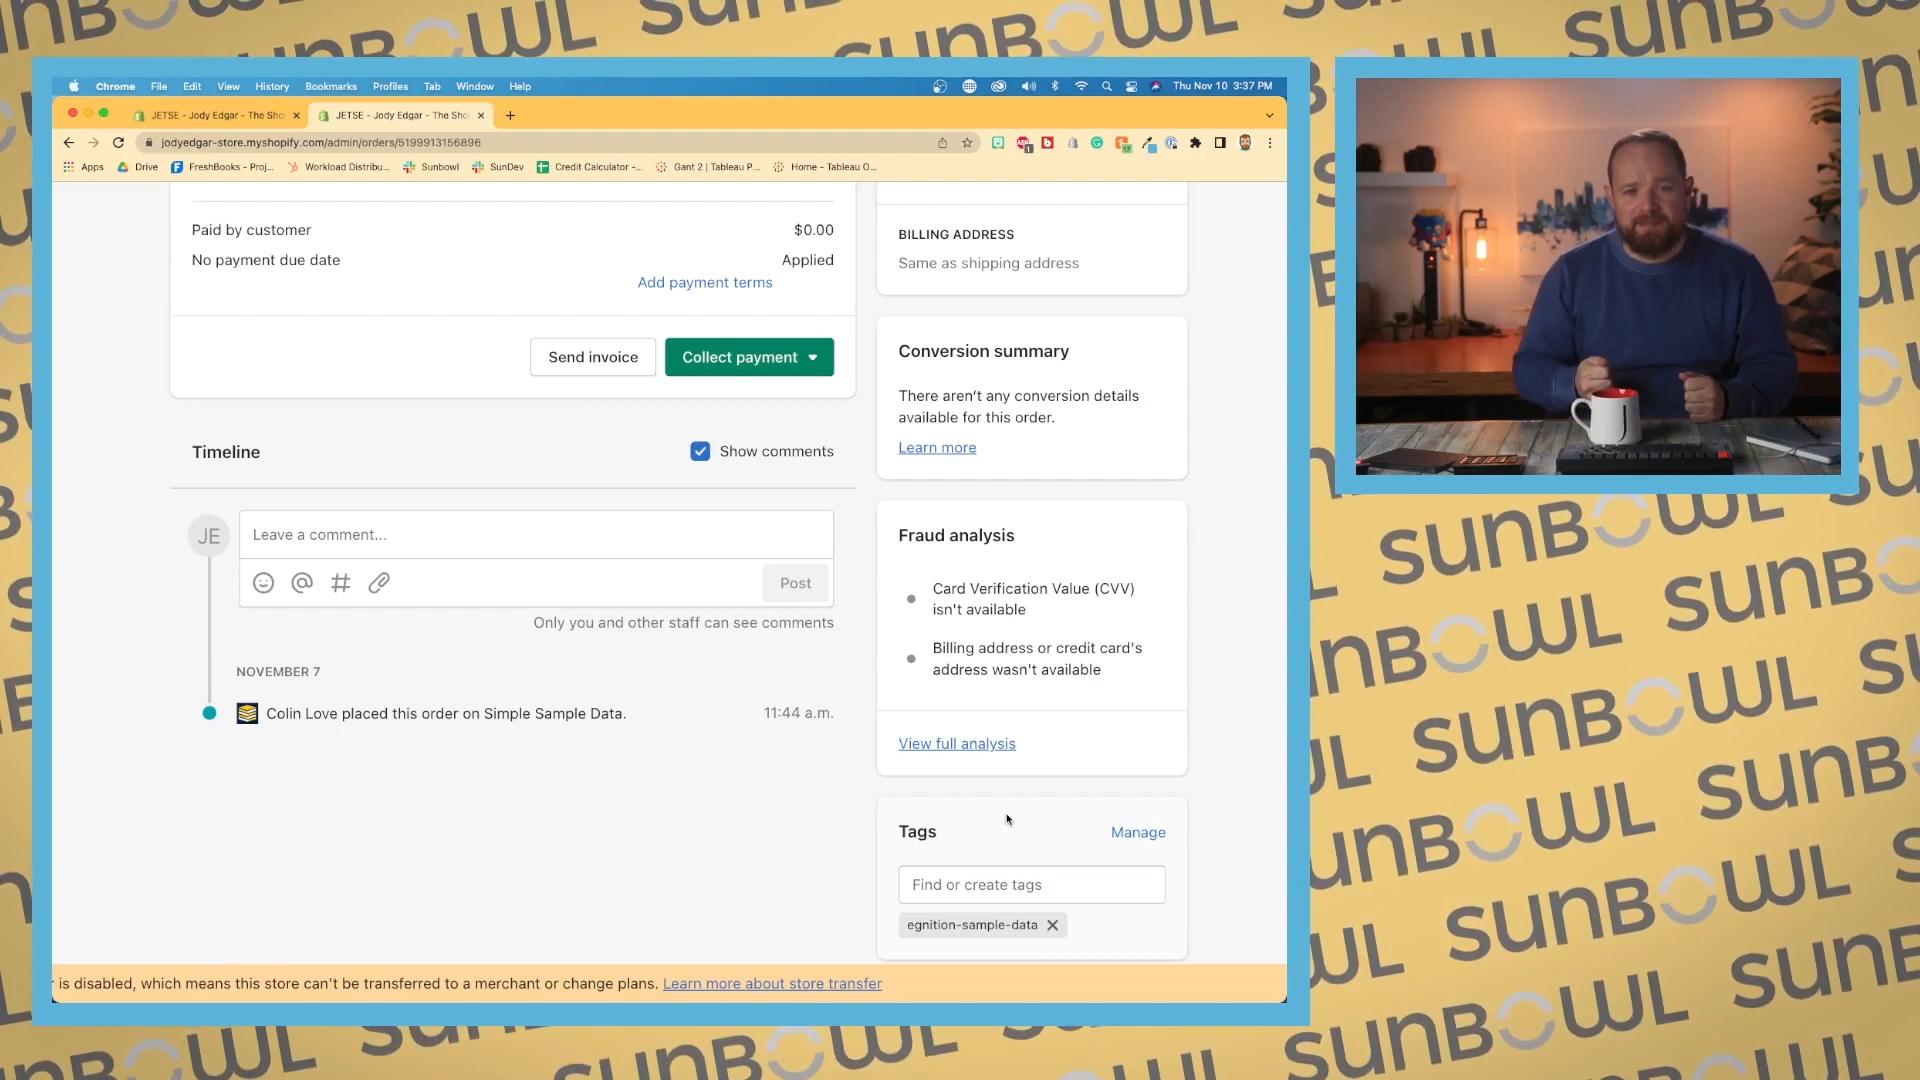 Chrome File Edit View History Bookmarks Profiles Tab Window Help Thu Nov 10 3:37 PM
JETSE - Jody Edgar - The Sho
JETSE - Jody Edgar - The Sho
jodyedgar-store.myshopify.com/admin/orders/5199913156896
Apps Drive FreshBooks - Proj... Workload Distribu... Sunbowl SunDev Credit Calculator -... Gant 2 | Tableau P... Home - Tableau O...
Paid by customer $0.00
No payment due date Applied
Add payment terms
Send invoice Collect payment
Timeline
Show comments
JE
Leave a comment...
Post
Only you and other staff can see comments
NOVEMBER 7
Colin Love placed this order on Simple Sample Data. 11:44 a.m.
BILLING ADDRESS
Same as shipping address
Conversion summary
There aren't any conversion details
available for this order.
Learn more
Fraud analysis
Card Verification Value (CVV)
isn't available
Billing address or credit card's
address wasn't available
View full analysis
Tags Manage
Find or create tags
egnition-sample-data
is disabled, which means this store can't be transferred to a merchant or change plans. Learn more about store transfer
sunBOWL
sunBOWL
sunBOWL
sunBOWL
sunBOWL
sunBOWL